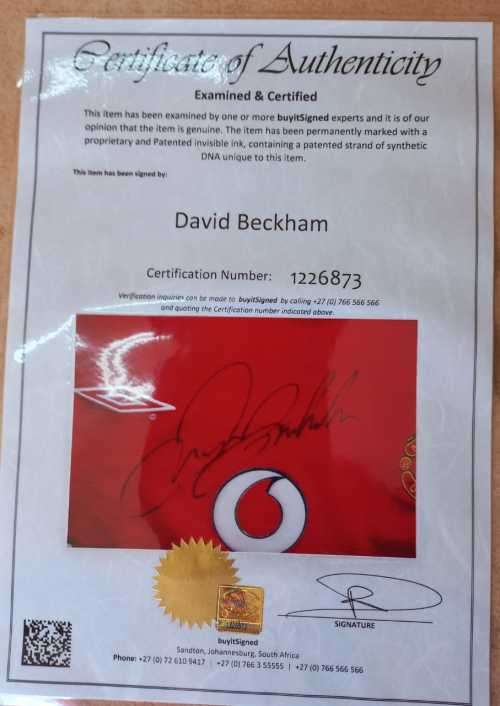 Certificate of Authenticity
Examined & Certified
This item has been examined by one or more buyitSigned experts and it is of our
opinion that the item is genuine. The item has been permanently marked with a
proprietary and Patented invisible ink, containing a patented strand of synthetic
DNA unique to this item.
This item has been signed by:
David Beckham
Certification Number: 1226873
Verification inquiries can be made to buyitSigned by calling +27 (0) 766 566 566
and quoting the Certification number indicated above.
SIGNATURE
buyitSigned
Sandton, Johannesburg, South Africa
Phone: +27 (0) 72 610 9417 | +27 (0) 766 3 55555 | +27 (0) 766 566 566